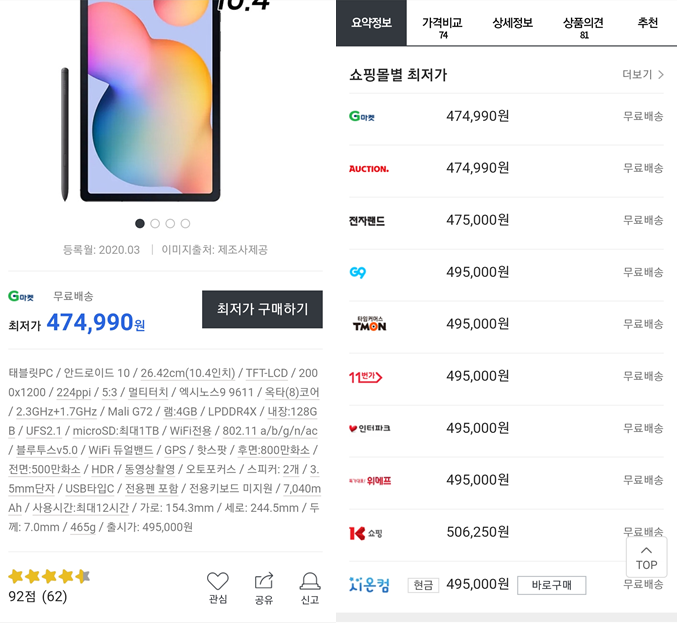 10.4
등록월: 2020.03 | 이미지출처: 제조사제공
G마켓 무료배송
최저가 474,990원
최저가 구매하기
태블릿PC / 안드로이드 10 / 26.42cm(10.4인치) / TFT-LCD / 200
0x1200 / 224ppi / 5:3 / 멀티터치 / 엑시노스9 9611 / 옥타(8)코어
/ 2.3GHz+1.7GHz / Mali G72 / 램:4GB / LPDDR4X / 내장:128G
B / UFS2.1 / microSD:최대1TB / WiFi전용 / 802.11 a/b/g/n/ac
/ 블루투스v5.0 / WiFi 듀얼밴드 / GPS / 핫스팟 / 후면:800만화소 /
전면:500만화소 / HDR / 동영상촬영 / 오토포커스 / 스피커: 2개 / 3.
5mm단자 / USB타입C / 전용펜 포함 / 전용키보드 미지원 / 7,040m
Ah / 사용시간:최대12시간 / 가로: 154.3mm / 세로: 244.5mm / 두
께: 7.0mm / 465g / 출시가: 495,000원
92점 (62)
관심 공유 신고
요약정보 가격비교 상세정보 상품의견 추천
74 81
쇼핑몰별 최저가 더보기
G마켓 474,990원 무료배송
AUCTION. 474,990원 무료배송
전자랜드 475,000원 무료배송
G9 495,000원 무료배송
타임커머스
TMON 495,000원 무료배송
11번가 495,000원 무료배송
인터파크 495,000원 무료배송
위메프 495,000원 무료배송
K쇼핑 506,250원 무료배송
TOP
시온컴 현금 495,000원 바로구매 무료배송